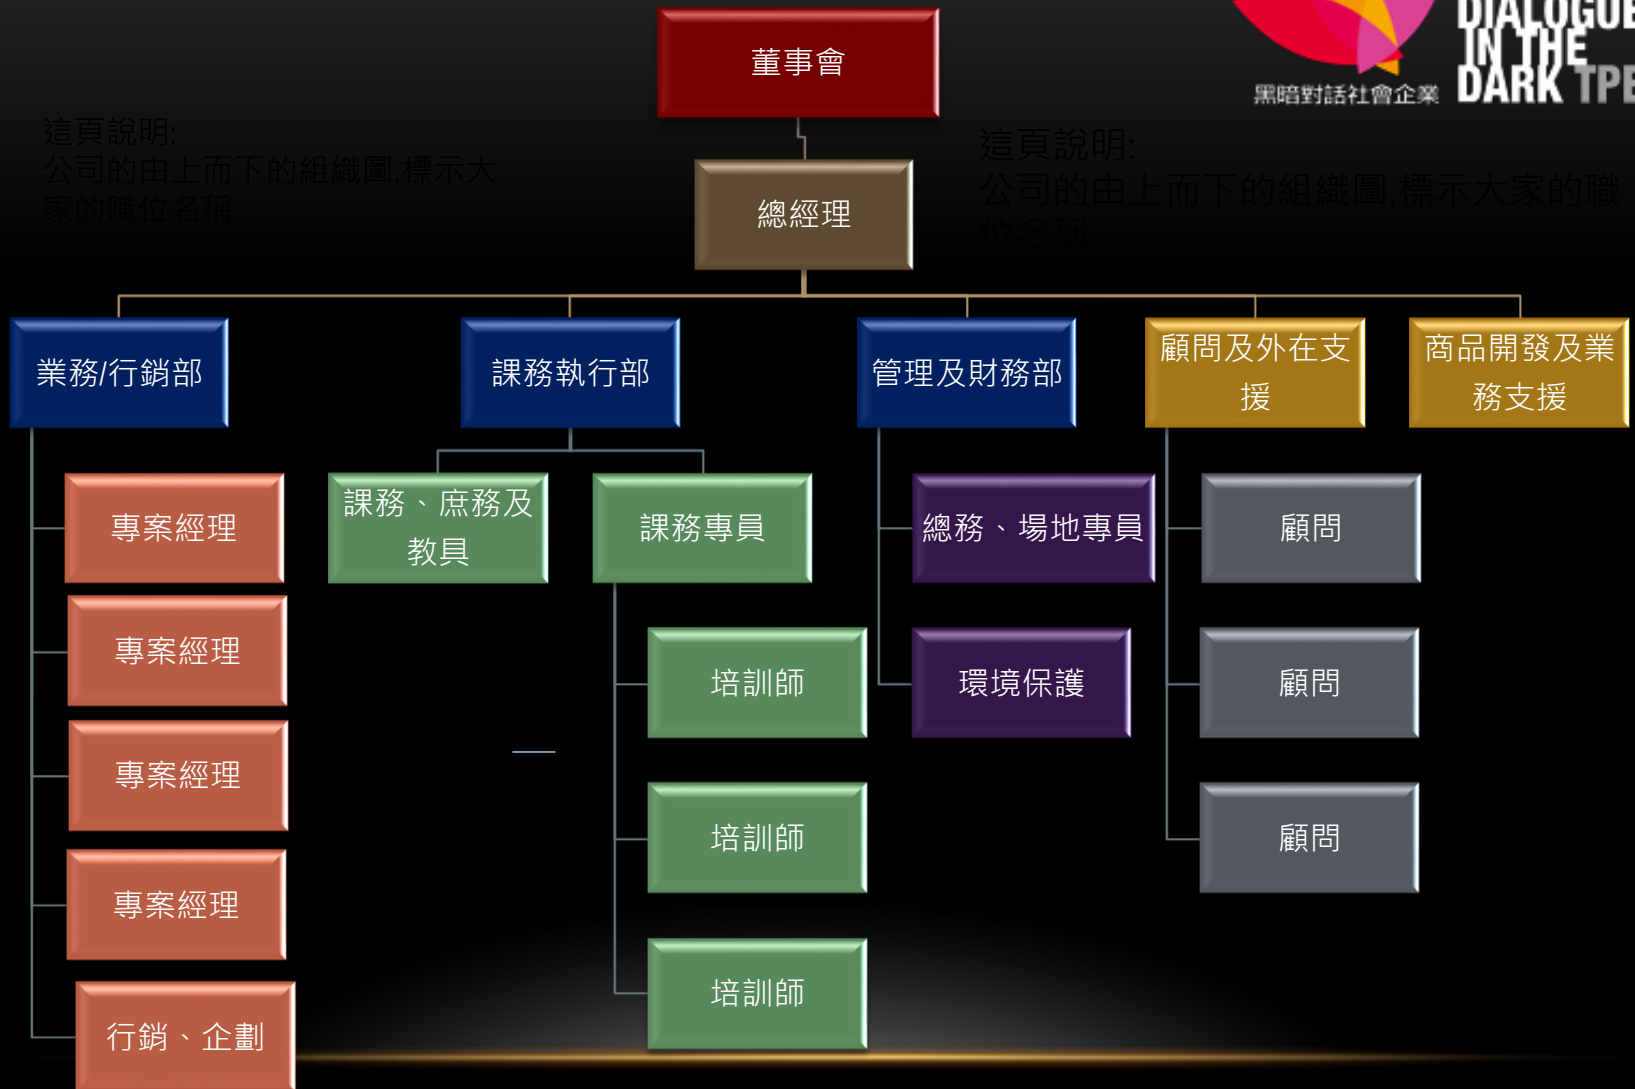 董事會
DIALOGUE
IN THE
DARK TPE
黑暗對話社會企業
這頁說明:
公司的由上而下的組織圖,標示大
家的職位名稱
這頁說明:
公司的由上而下的組織圖,標示大家的職
位名稱
總經理
業務/行銷部
課務執行部
管理及財務部
顧問及外在支
援
商品開發及業
務支援
專案經理
專案經理
專案經理
專案經理
行銷、企劃
課務、庶務及
教具
課務專員
培訓師
培訓師
培訓師
總務、場地專員
環境保護
顧問
顧問
顧問